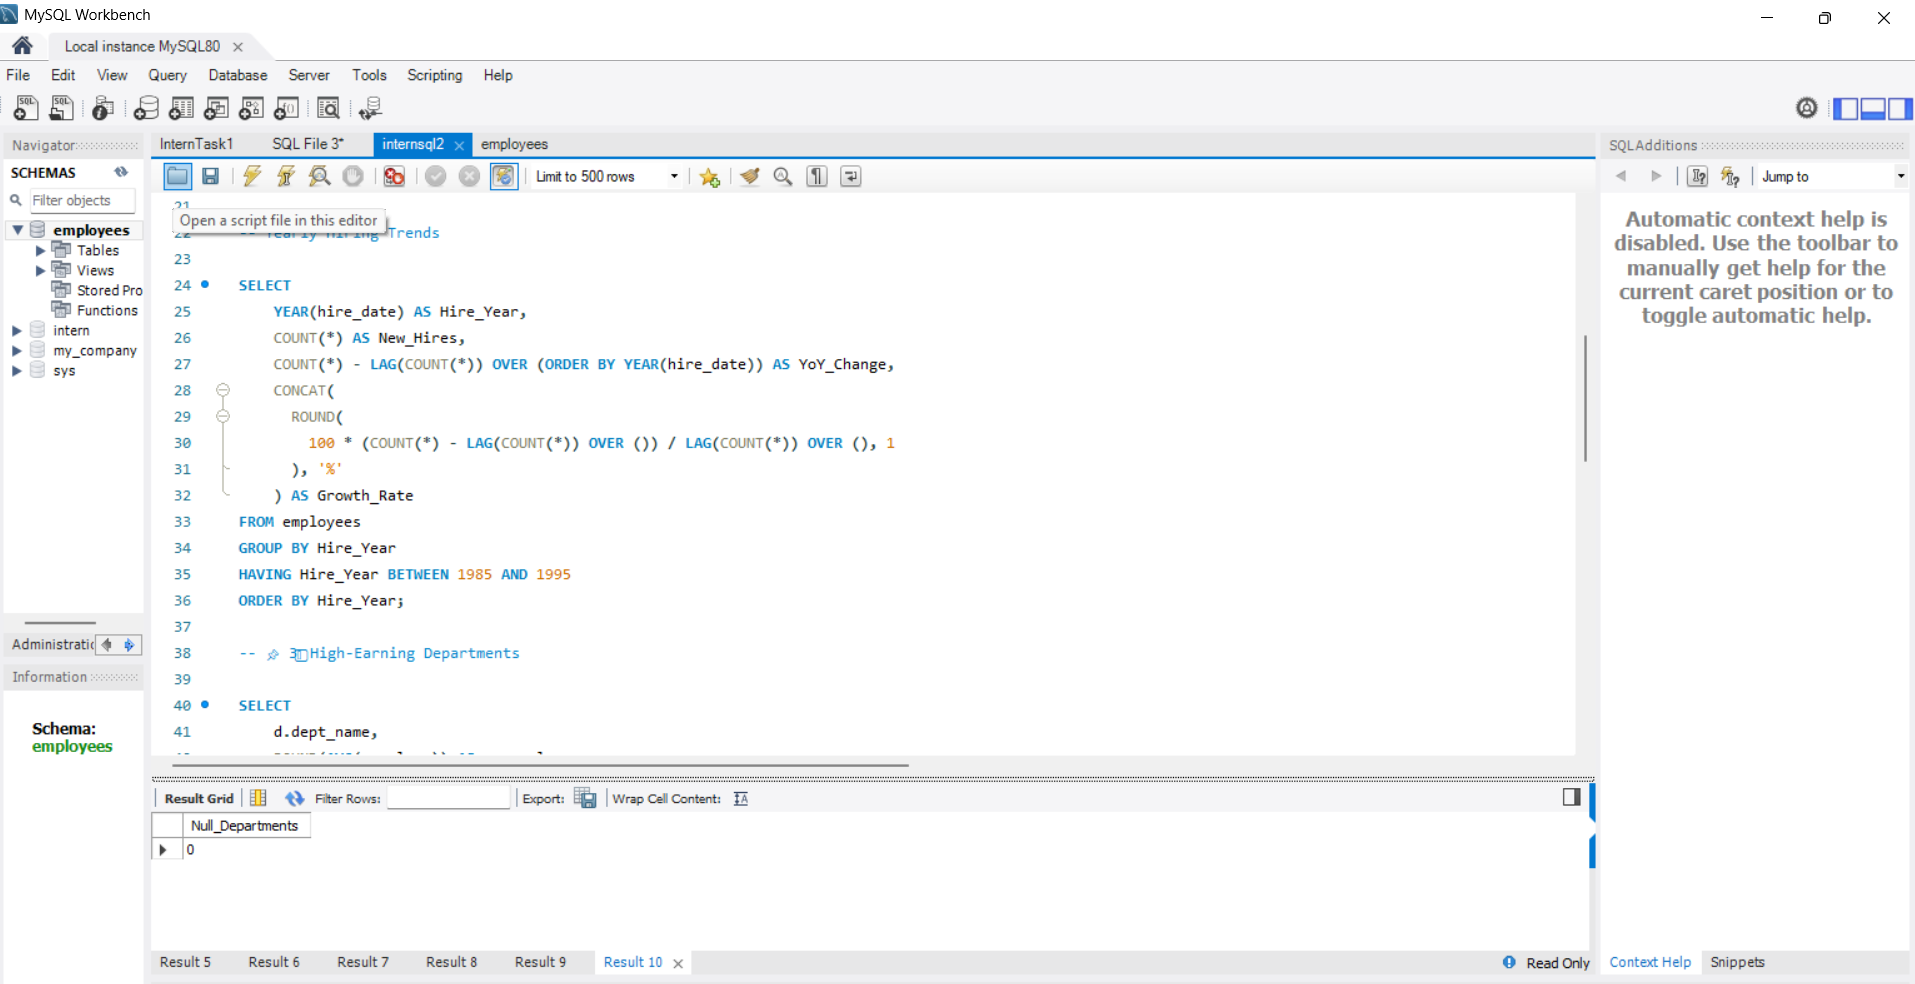 MySQL Workbench
Local instance MySQL80
File Edit View Query Database Server Tools Scripting Help
Navigator
SCHEMAS
Filter objects
employees
Tables
Views
Stored Pro
Functions
intern
my_company
sys
Administratic
Information
Schema:
employees
InternTask1 SQL File 3* internsql2 employees
Limit to 500 rows
Open a script file in this editor
21
22 -- Yearly Hiring Trends
23
24 SELECT
25 YEAR(hire_date) AS Hire_Year,
26 COUNT(*) AS New_Hires,
27 COUNT(*) - LAG(COUNT(*)) OVER (ORDER BY YEAR(hire_date)) AS YoY_Change,
28 CONCAT(
29 ROUND(
30 100 * (COUNT(*) - LAG(COUNT(*)) OVER ()) / LAG(COUNT(*)) OVER (), 1
31 ), '%'
32 ) AS Growth_Rate
33 FROM employees
34 GROUP BY Hire_Year
35 HAVING Hire_Year BETWEEN 1985 AND 1995
36 ORDER BY Hire_Year;
37
38 -- 📌 3 High-Earning Departments
39
40 SELECT
41 d.dept_name,
Result Grid Filter Rows: Export: Wrap Cell Content:
Null_Departments
0
Result 5 Result 6 Result 7 Result 8 Result 9 Result 10
Read Only
SQLAdditions
Jump to
Automatic context help is
disabled. Use the toolbar to
manually get help for the
current caret position or to
toggle automatic help.
Context Help Snippets